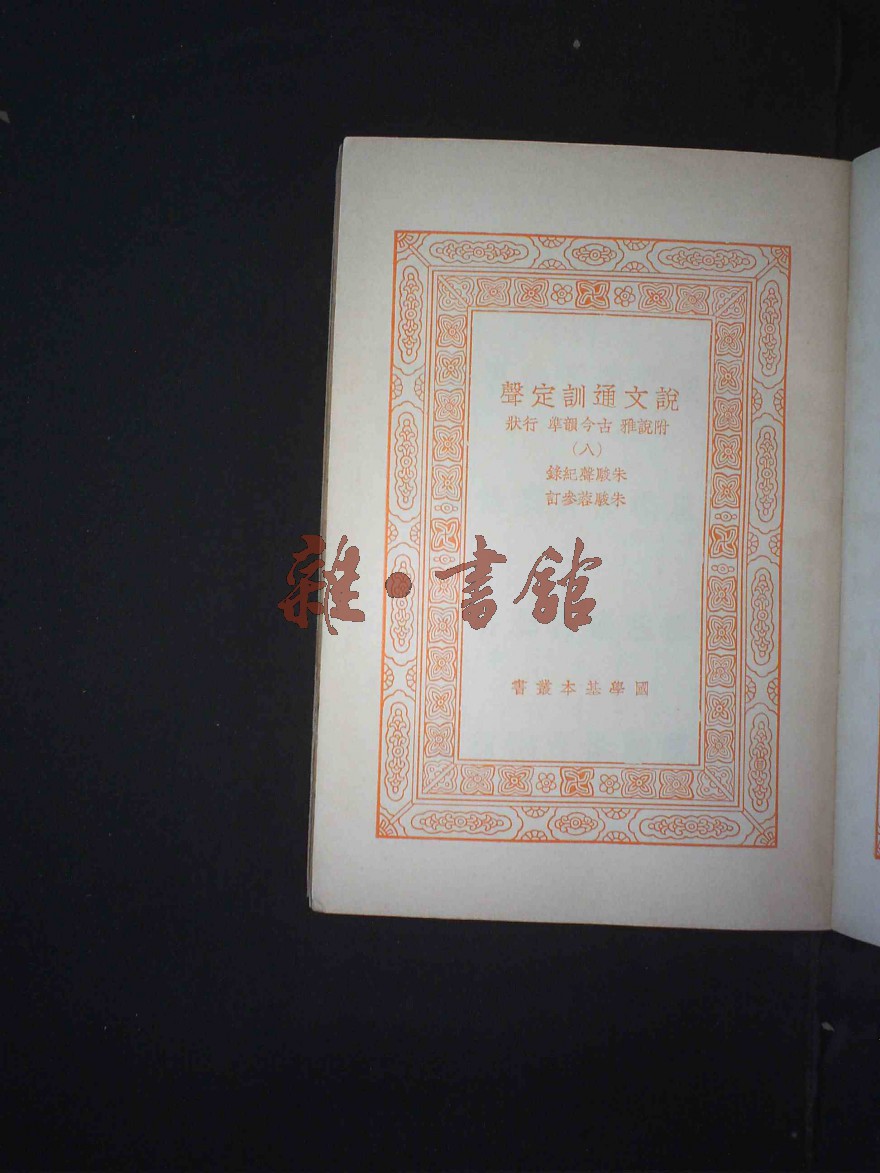 說文通訓定聲
附說雅 古今韻準 行狀
（八）
朱駿聲紀錄
朱鏡蓉參訂
雜·書館
國學基本叢書